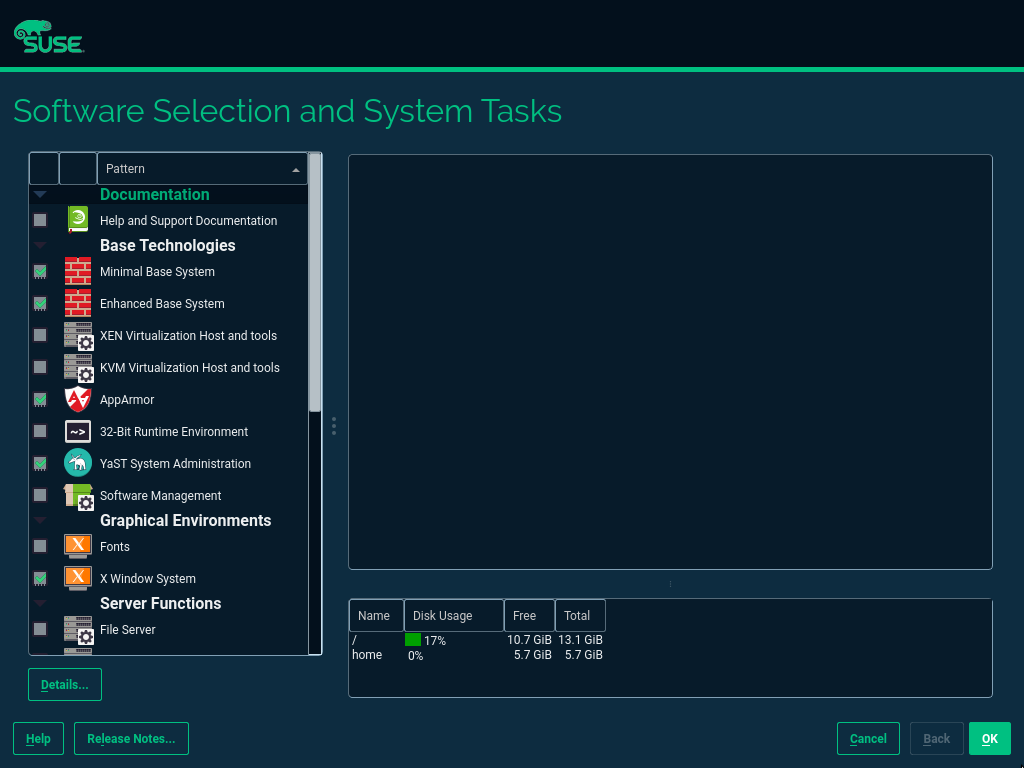 SUSE
Software Selection and System Tasks
Pattern
Documentation
Help and Support Documentation
Base Technologies
Minimal Base System
Enhanced Base System
XEN Virtualization Host and tools
KVM Virtualization Host and tools
AppArmor
~> 32-Bit Runtime Environment
YaST System Administration
Software Management
Graphical Environments
X Fonts
X X Window System
Server Functions
File Server
Name Disk Usage Free Total
/ 17% 10.7 GiB 13.1 GiB
home 0% 5.7 GiB 5.7 GiB
Details...
Help Release Notes... Cancel Back OK